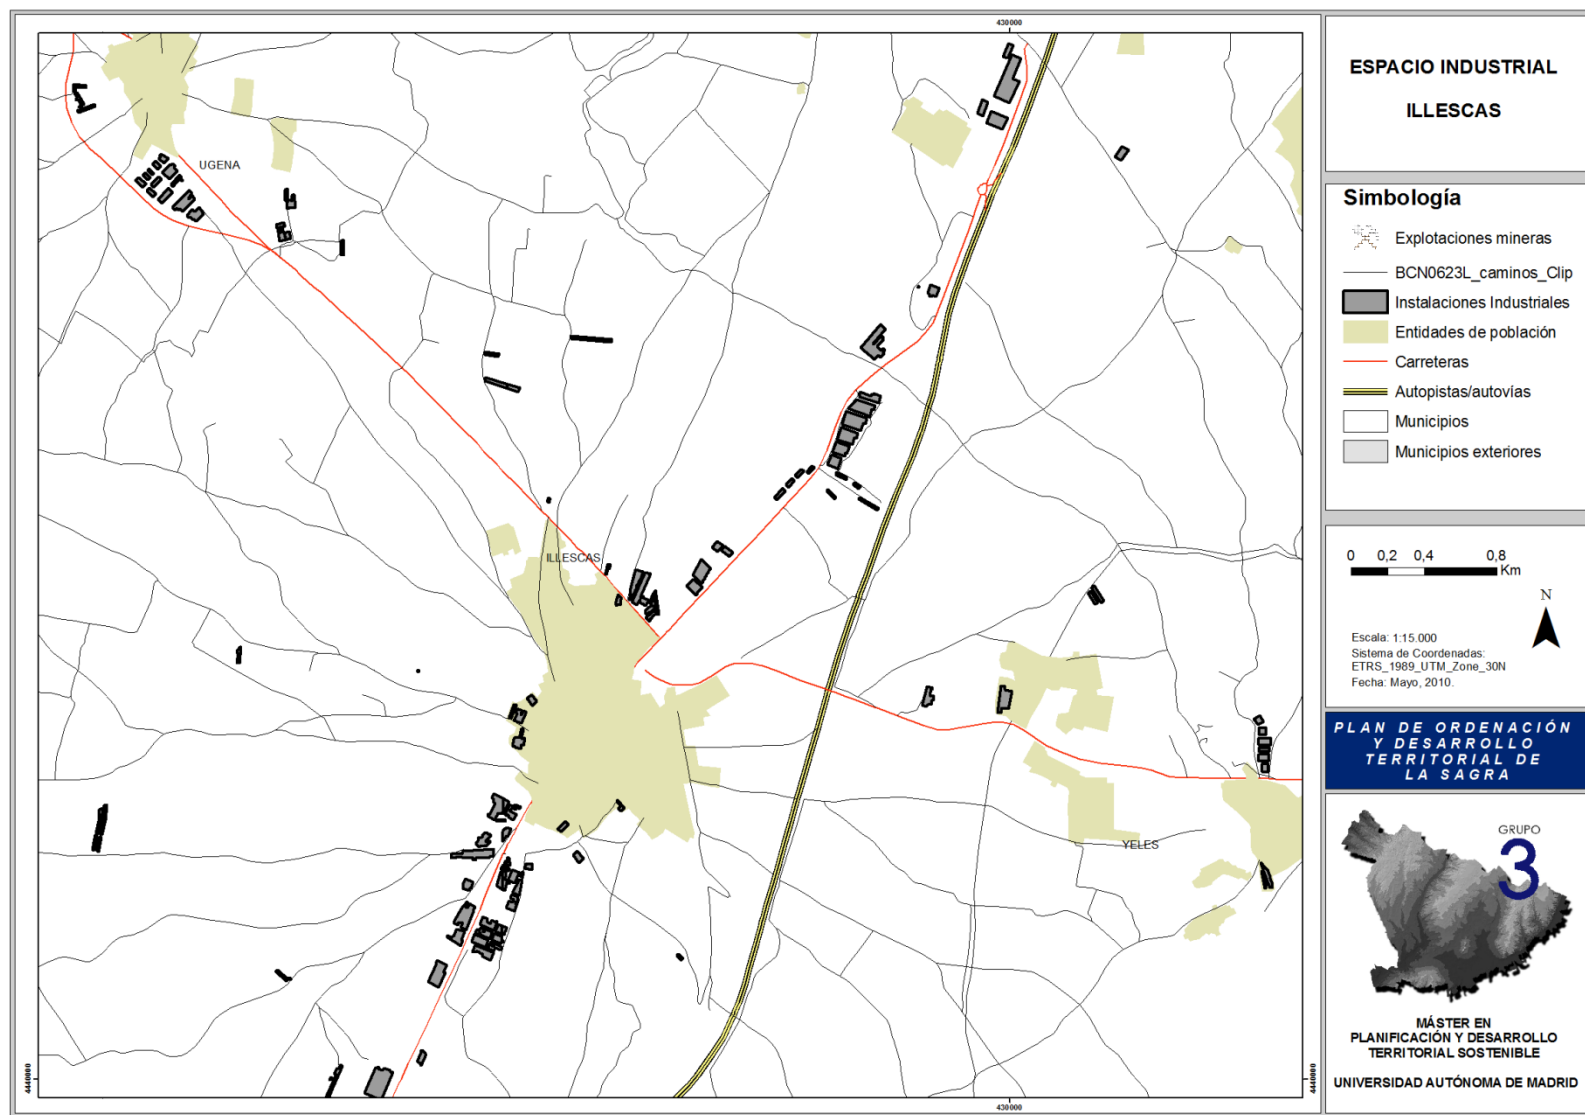 430000
UGENA
ILLESCAS
YELES
4440000
4440000
430000
ESPACIO INDUSTRIAL
ILLESCAS
Simbología
Explotaciones mineras
BCN0623L_caminos_Clip
Instalaciones Industriales
Entidades de población
Carreteras
Autopistas/autovías
Municipios
Municipios exteriores
0 0,2 0,4 0,8
Km
N
Escala: 1:15.000
Sistema de Coordenadas:
ETRS_1989_UTM_Zone_30N
Fecha: Mayo, 2010.
PLAN DE ORDENACIÓN
Y DESARROLLO
TERRITORIAL DE
LA SAGRA
GRUPO
3
MÁSTER EN
PLANIFICACIÓN Y DESARROLLO
TERRITORIAL SOSTENIBLE
UNIVERSIDAD AUTÓNOMA DE MADRID